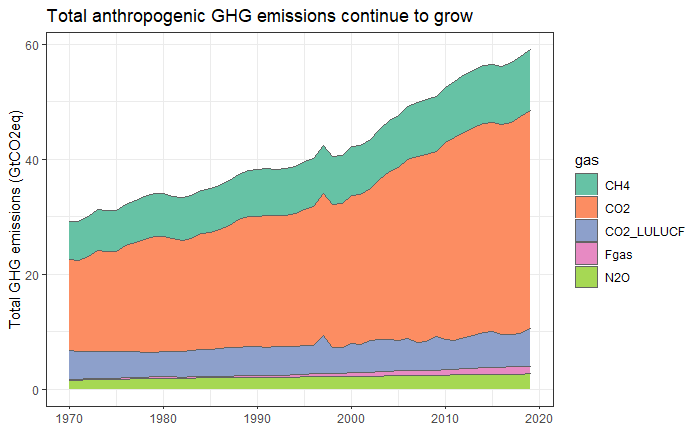 Total anthropogenic GHG emissions continue to grow
Total GHG emissions (GtCO2eq)
60
40
20
0
1970
1980
1990
2000
2010
2020
gas
CH4
CO2
CO2_LULUCF
Fgas
N2O